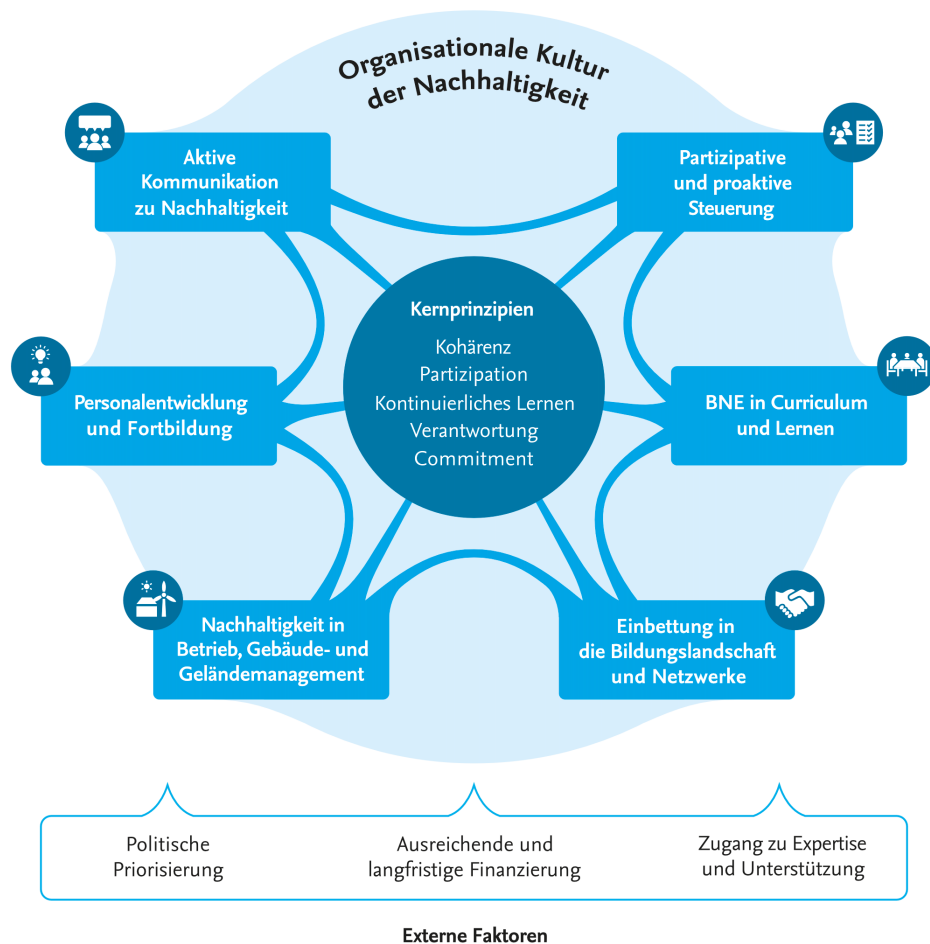 Organisationale Kultur
der Nachhaltigkeit
Aktive
Kommunikation
zu Nachhaltigkeit
Partizipative
und proaktive
Steuerung
Kernprinzipien
Kohärenz
Partizipation
Kontinuierliches Lernen
Verantwortung
Commitment
Personalentwicklung
und Fortbildung
BNE in Curriculum
und Lernen
Nachhaltigkeit in
Betrieb, Gebäude- und
Geländemanagement
Einbettung in
die Bildungslandschaft
und Netzwerke
Politische
Priorisierung
Ausreichende und
langfristige Finanzierung
Zugang zu Expertise
und Unterstützung
Externe Faktoren